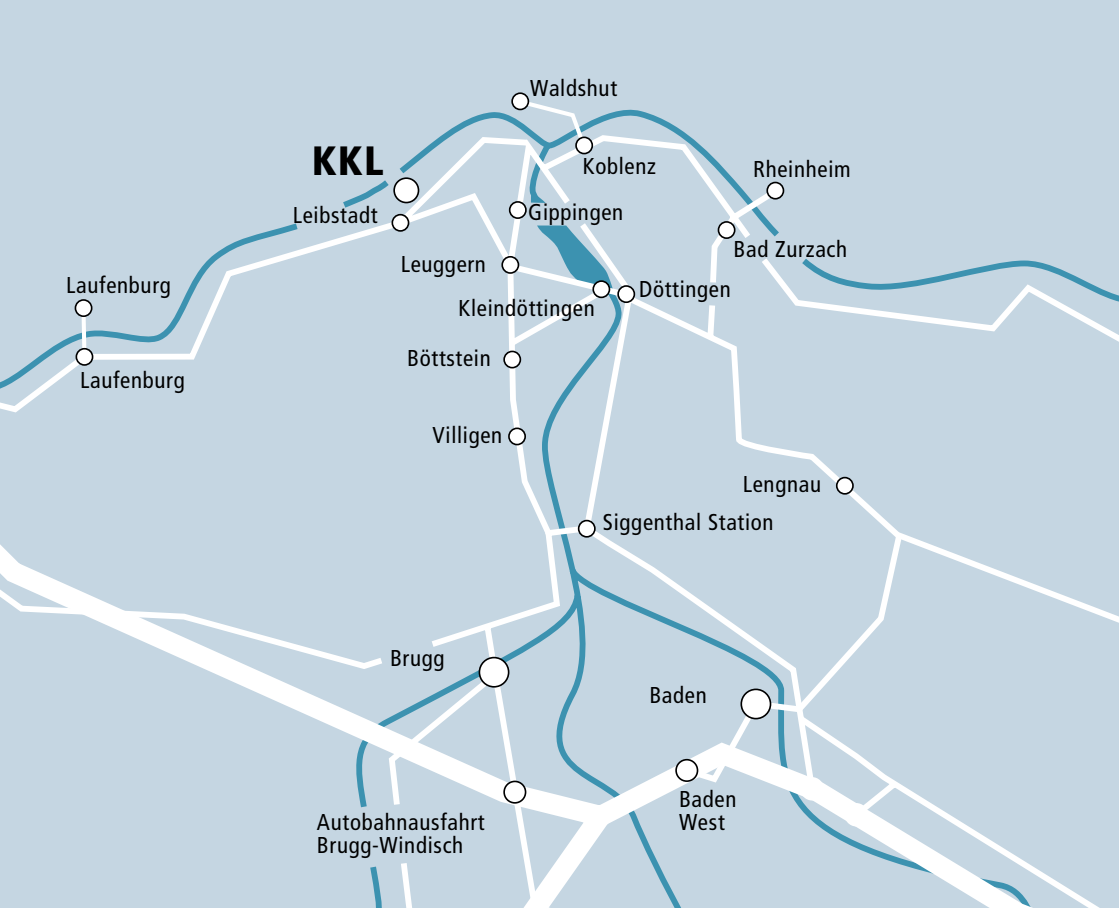 Waldshut
KKL
Koblenz
Rheinheim
Leibstadt
Gippingen
Bad Zurzach
Leuggern
Laufenburg
Döttingen
Kleindöttingen
Böttstein
Laufenburg
Villigen
Lengnau
Siggenthal Station
Brugg
Baden
Baden
West
Autobahnausfahrt
Brugg-Windisch